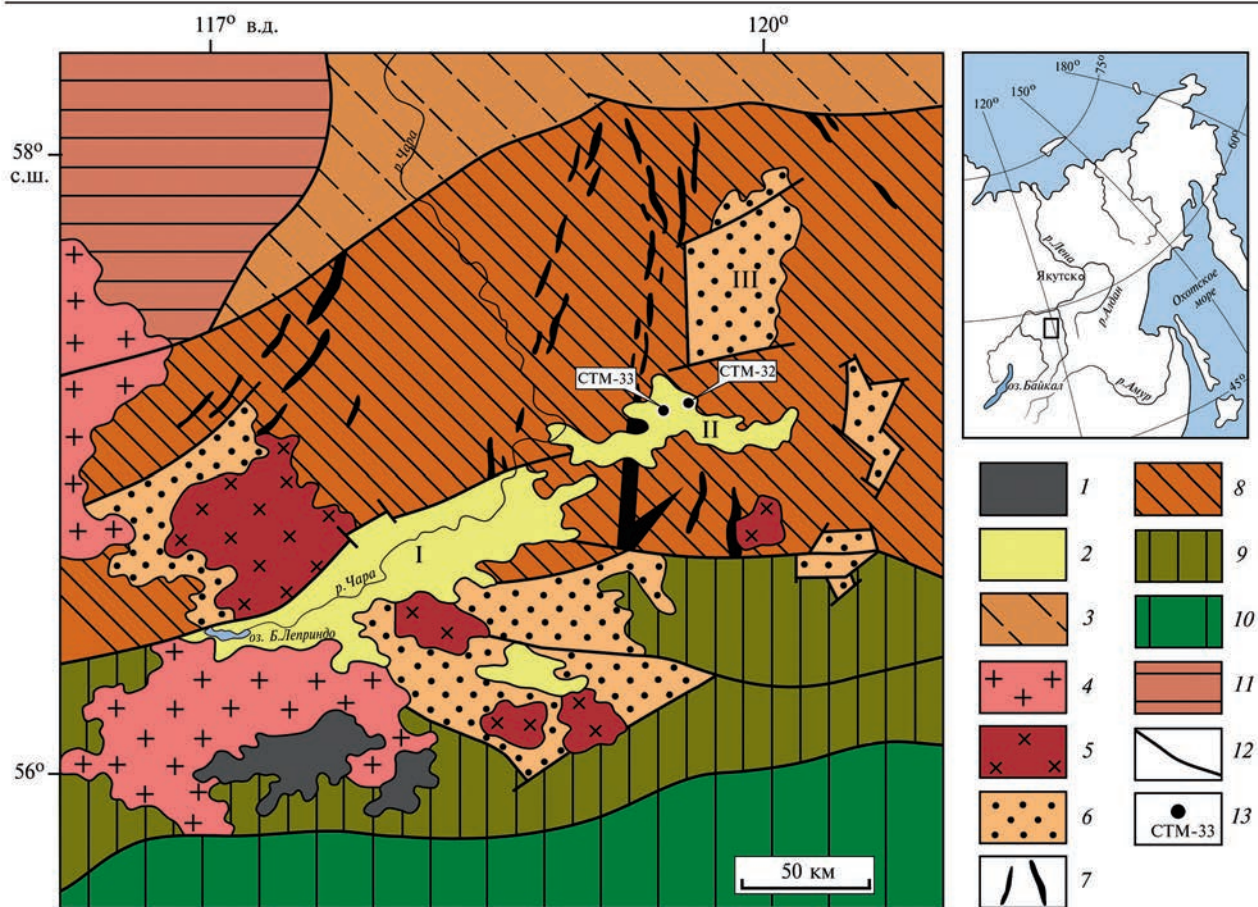 117° в.д.
120°
58°
с.ш.
56°
р.Чара
III
СТМ-33
СТМ-32
II
I
р.Чара
оз. Б.Леприндо
50 км
180°
75°
150°
120°
60°
р.Лена
Якутск
р.Алдан
Охотское
море
оз.Байкал
р.Амур
45°
1
2
3
4
5
6
7
8
9
10
11
12
СТМ-33
13